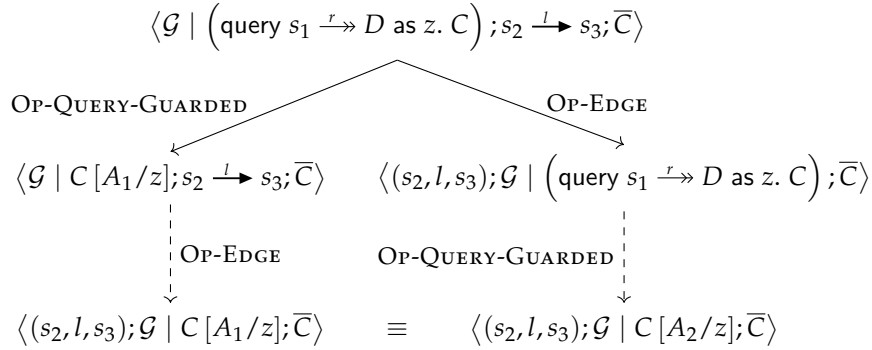 ⟨𝒢 | (query s₁ —r↠ D as z. C) ; s₂ —l→ s₃; C̅⟩
Op-Query-Guarded Op-Edge
⟨𝒢 | C [A₁/z]; s₂ —l→ s₃; C̅⟩ ⟨(s₂, l, s₃); 𝒢 | (query s₁ —r↠ D as z. C) ; C̅⟩
Op-Edge Op-Query-Guarded
⟨(s₂, l, s₃); 𝒢 | C [A₁/z]; C̅⟩ ≡ ⟨(s₂, l, s₃); 𝒢 | C [A₂/z]; C̅⟩